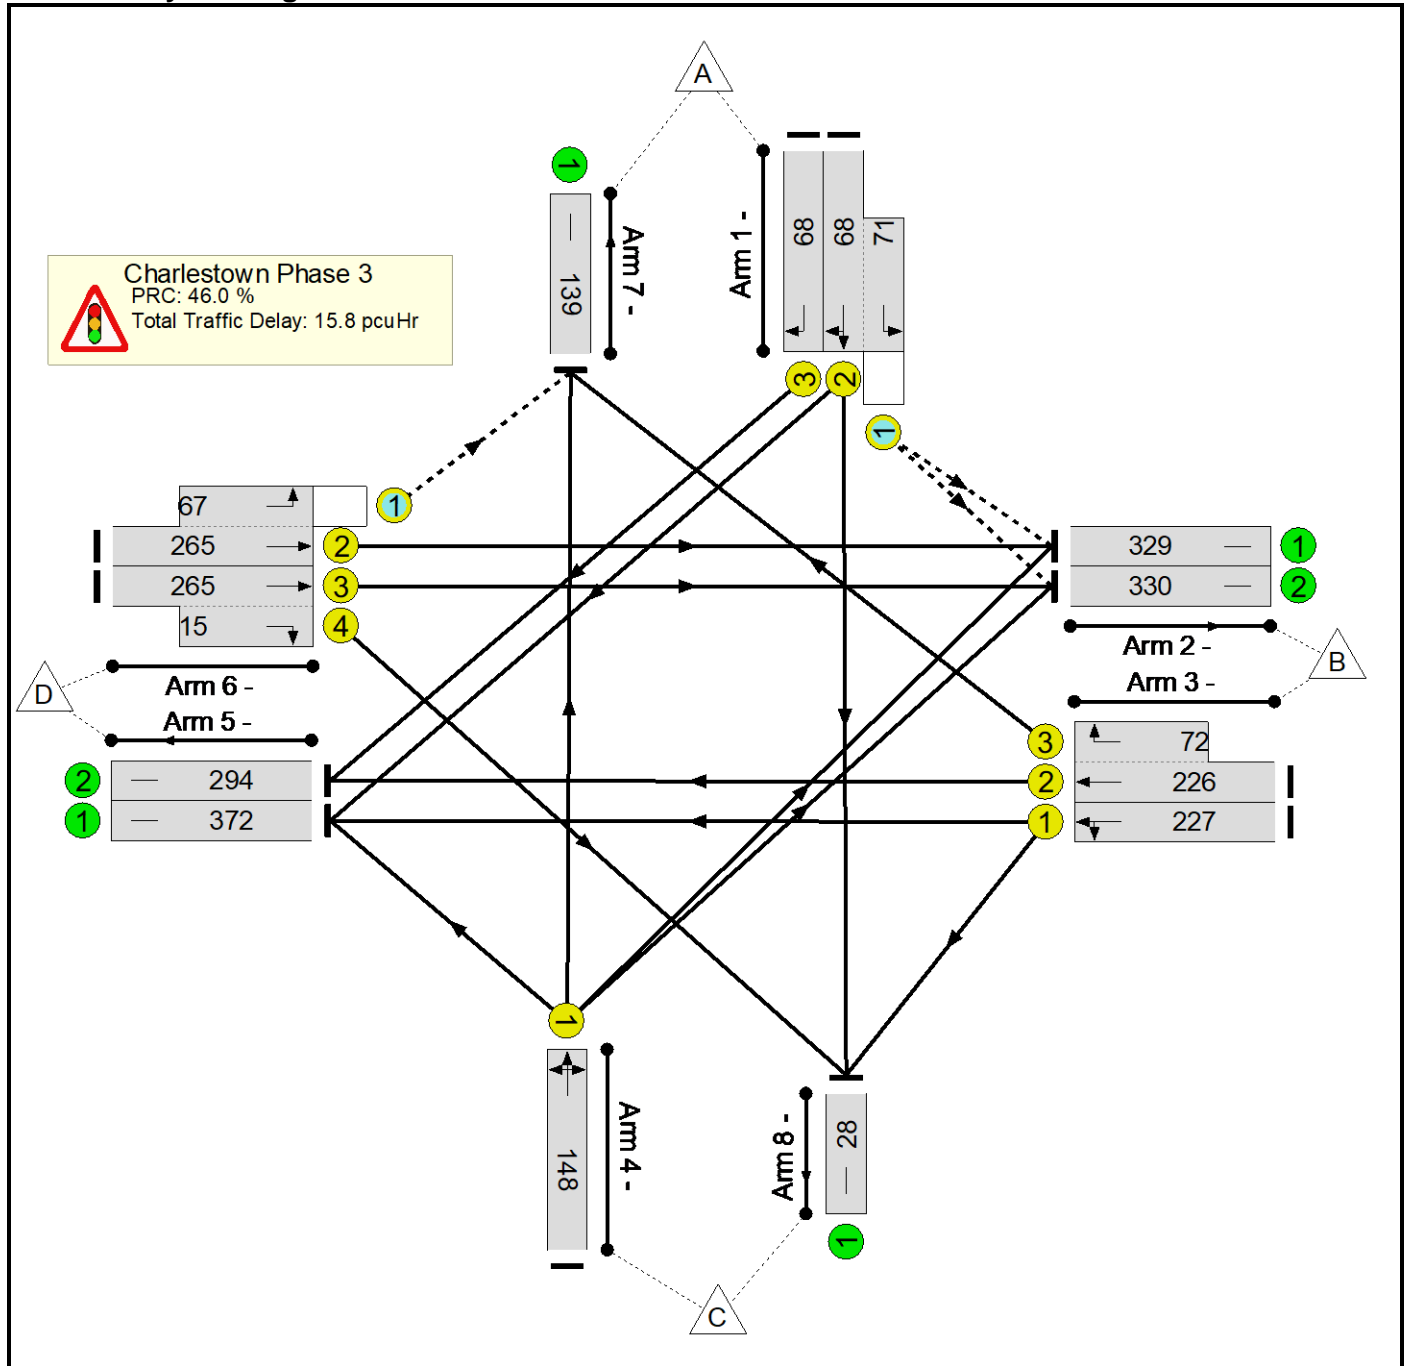 A
1
Arm 7 -
139
Arm 1 -
68
68
71
3
2
1
Charlestown Phase 3
PRC: 46.0 %
Total Traffic Delay: 15.8 pcuHr
67
1
265
2
265
3
15
4
329
1
330
2
Arm 2 -
Arm 3 -
B
D
Arm 6 -
Arm 5 -
2
294
1
372
3
72
2
226
1
227
1
Arm 4 -
148
Arm 8 -
28
1
C